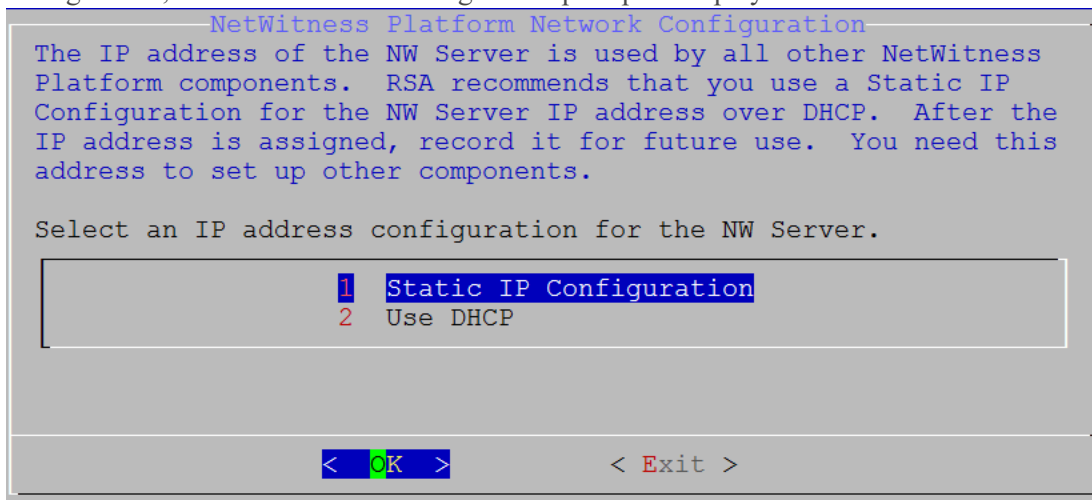 NetWitness Platform Network Configuration
The IP address of the NW Server is used by all other NetWitness
Platform components.  RSA recommends that you use a Static IP
Configuration for the NW Server IP address over DHCP.  After the
IP address is assigned, record it for future use.  You need this
address to set up other components.
Select an IP address configuration for the NW Server.
1 Static IP Configuration
2 Use DHCP
< OK > < Exit >